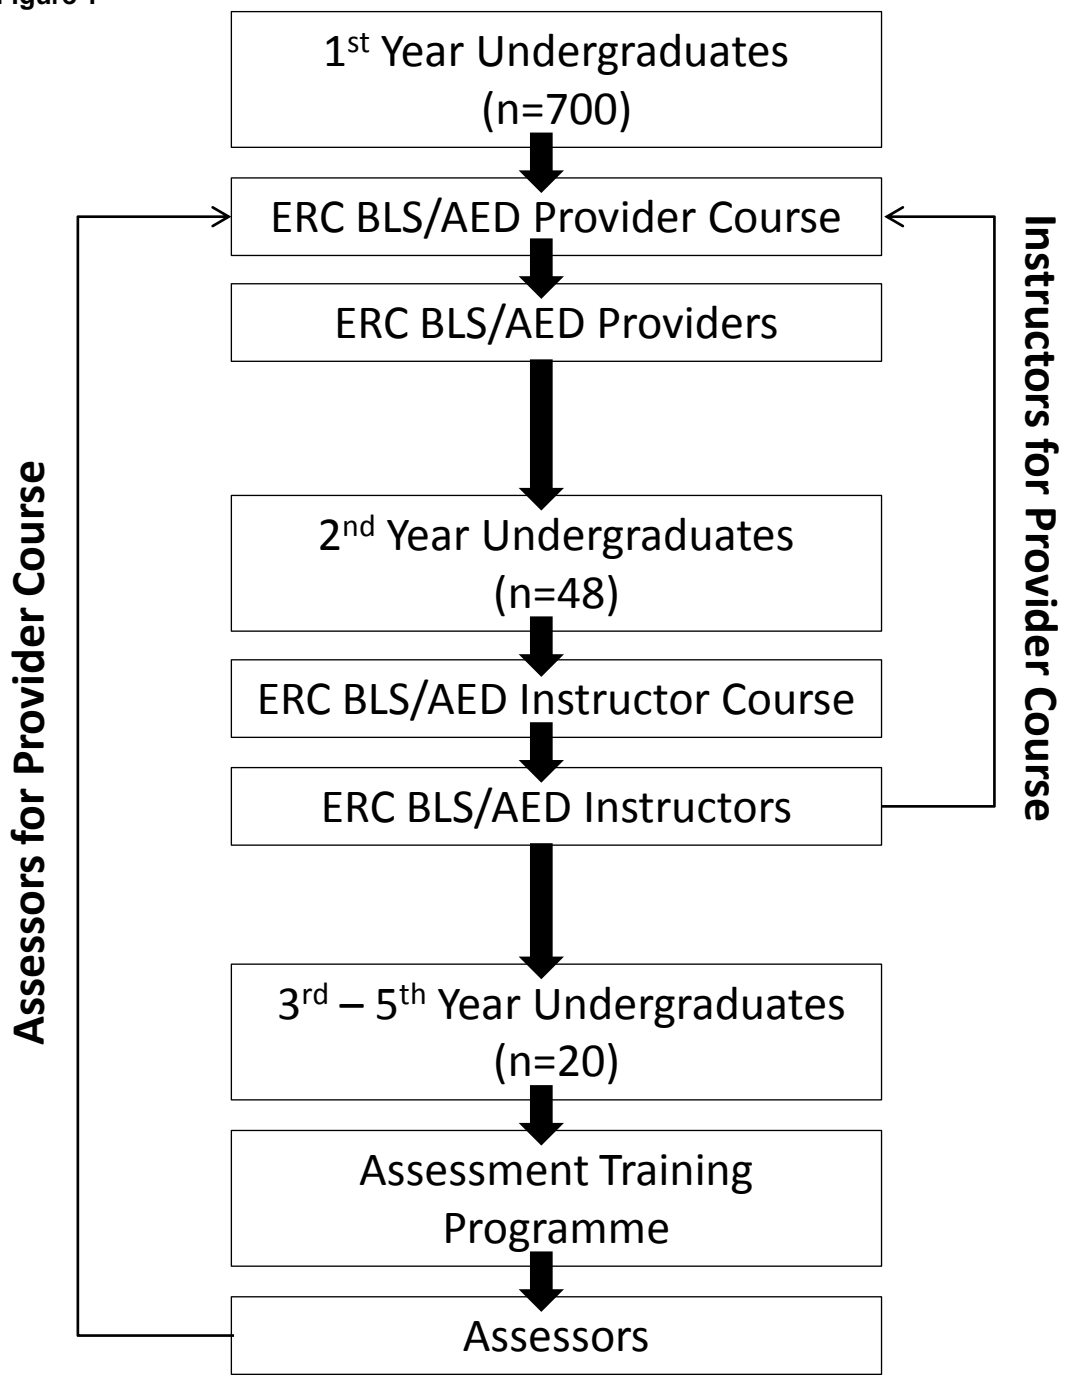 1st Year Undergraduates
(n=700)
ERC BLS/AED Provider Course
ERC BLS/AED Providers
2nd Year Undergraduates
(n=48)
ERC BLS/AED Instructor Course
ERC BLS/AED Instructors
3rd – 5th Year Undergraduates
(n=20)
Assessment Training
Programme
Assessors
Assessors for Provider Course
Instructors for Provider Course